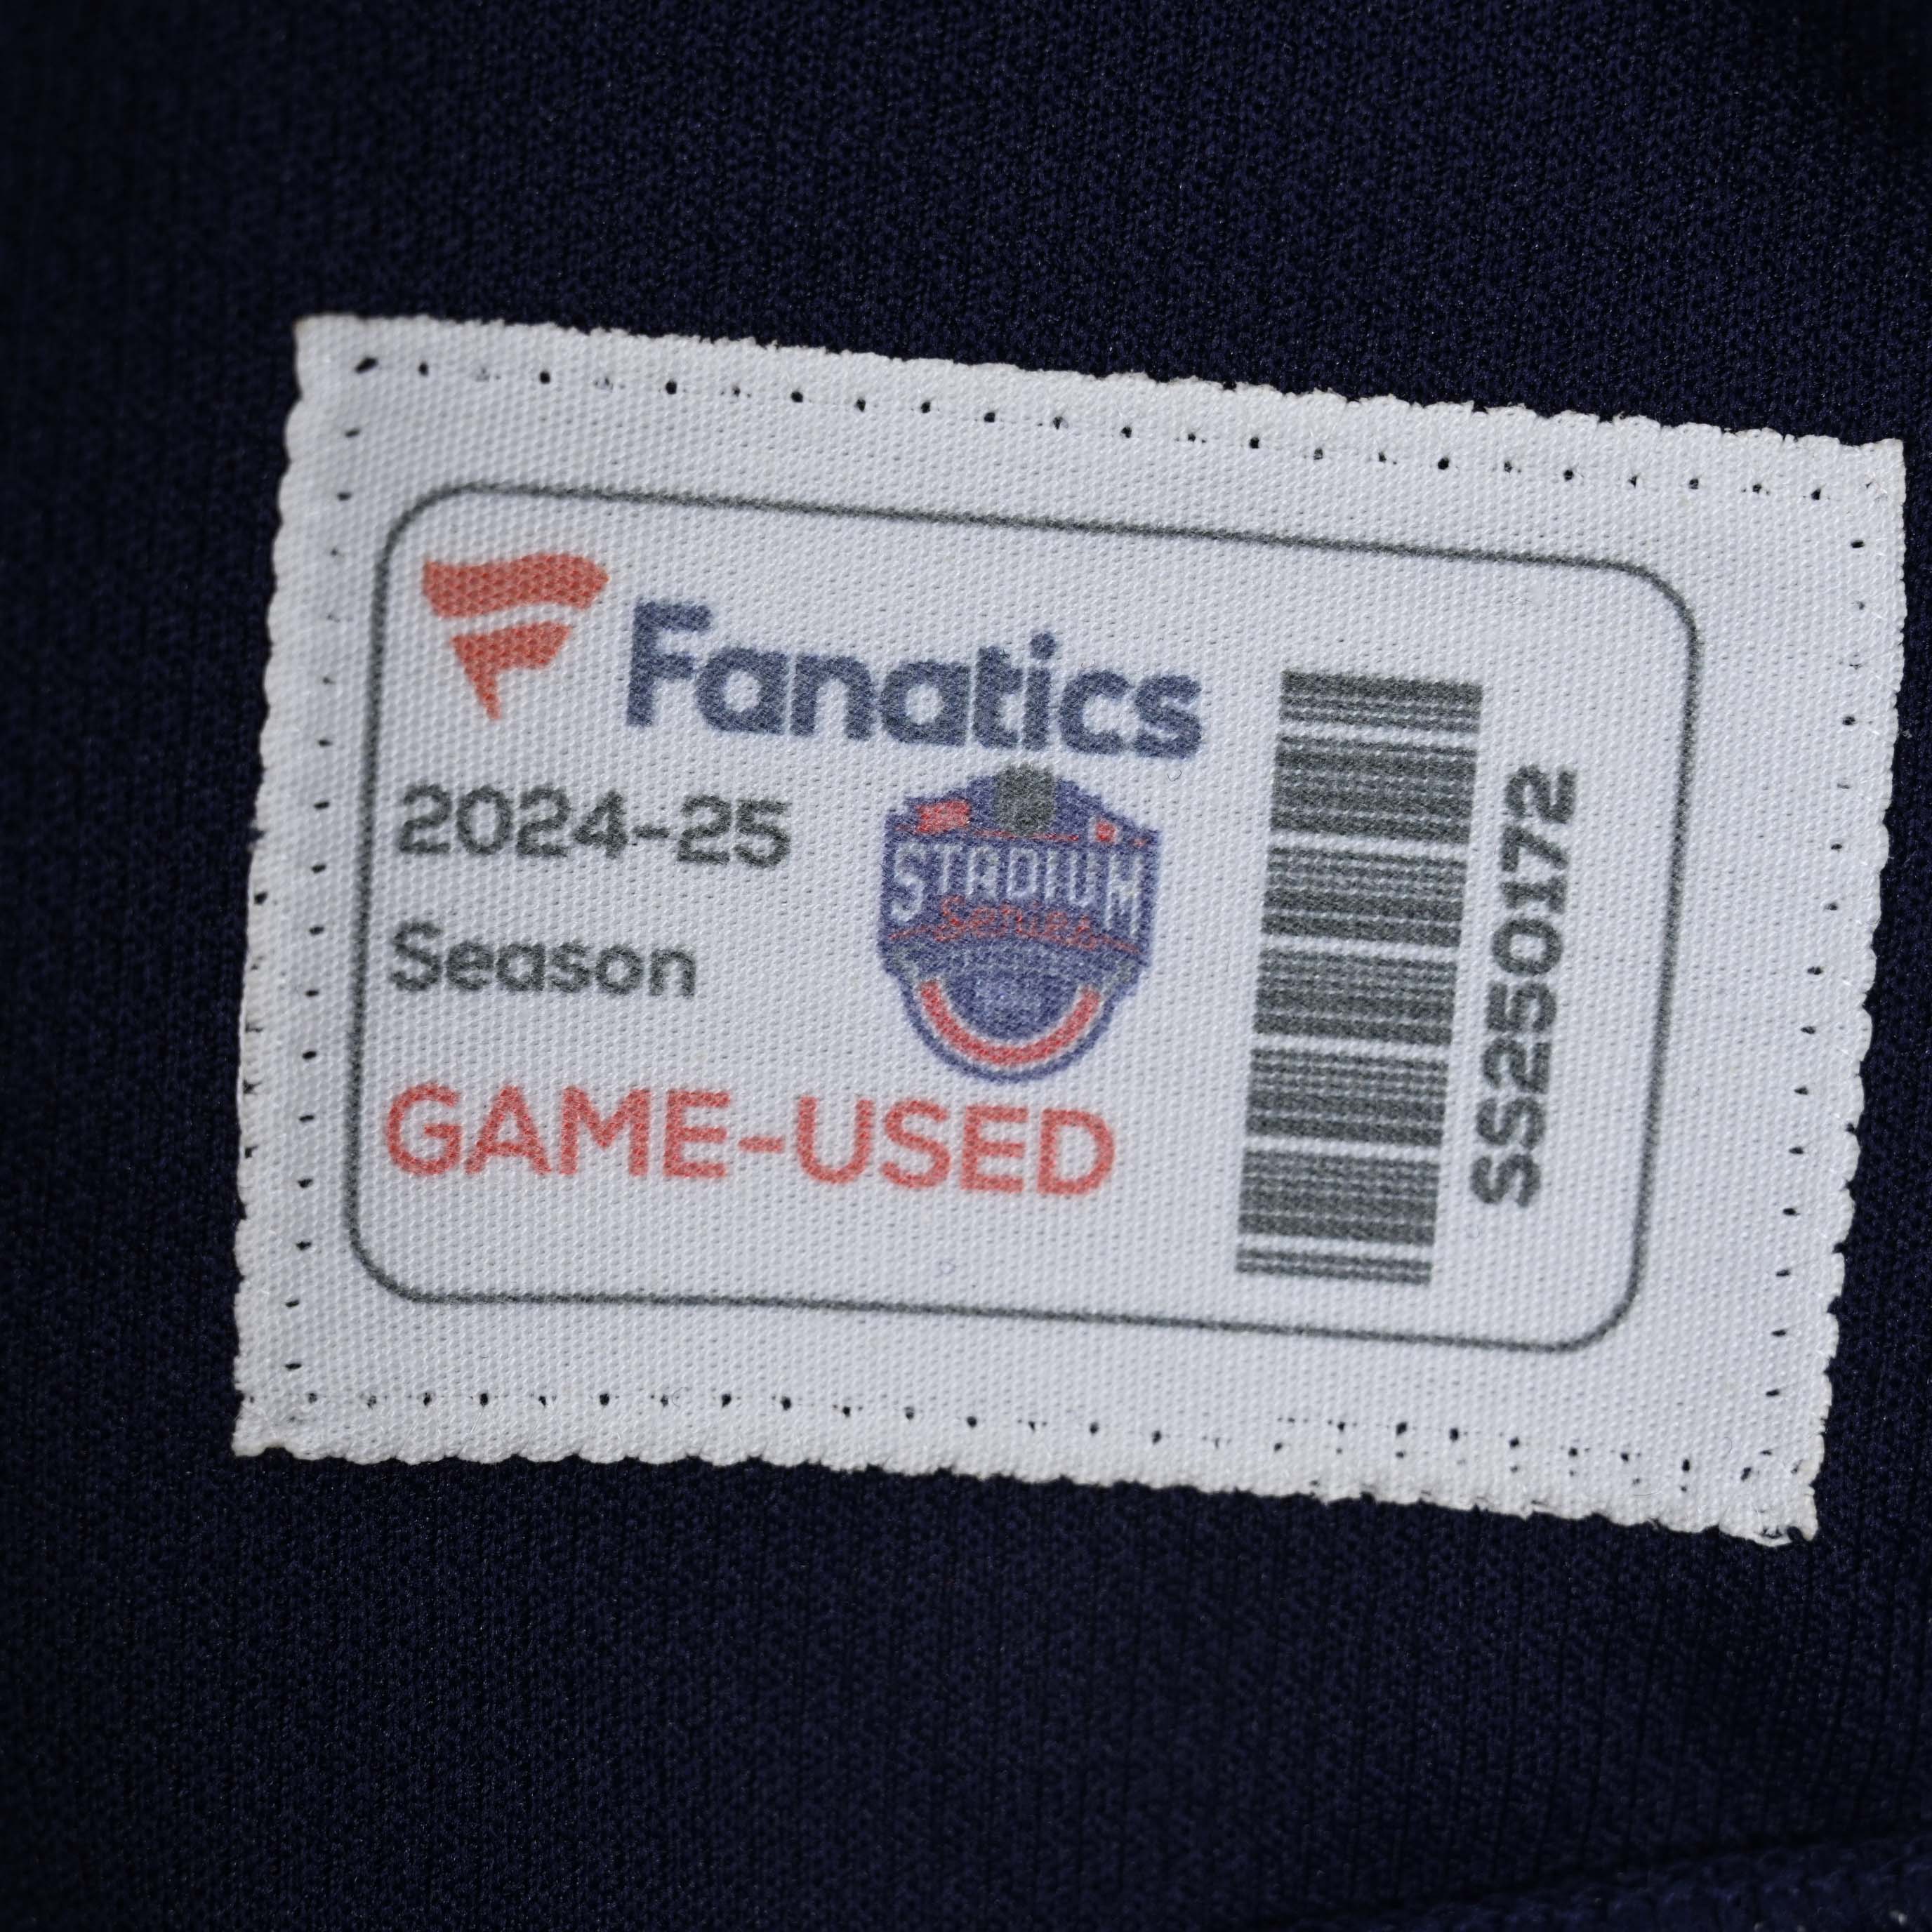 Fanatics
2024-25
Season
STADIUM
Series
GAME-USED
SS250172